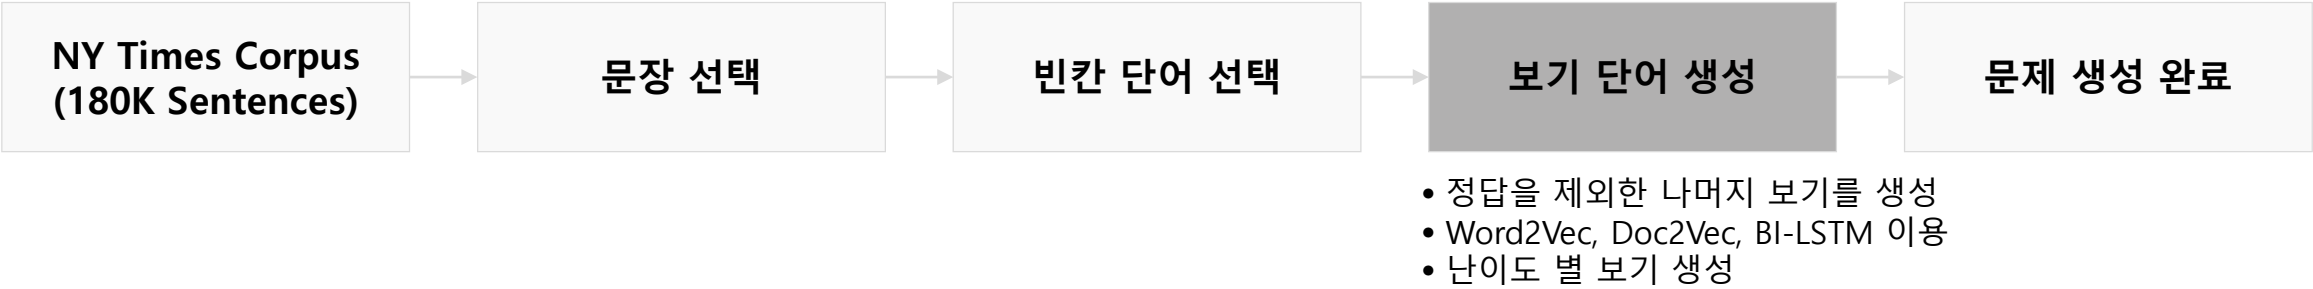 NY Times Corpus
(180K Sentences)
문장 선택
빈칸 단어 선택
보기 단어 생성
문제 생성 완료
• 정답을 제외한 나머지 보기를 생성
• Word2Vec, Doc2Vec, BI-LSTM 이용
• 난이도 별 보기 생성